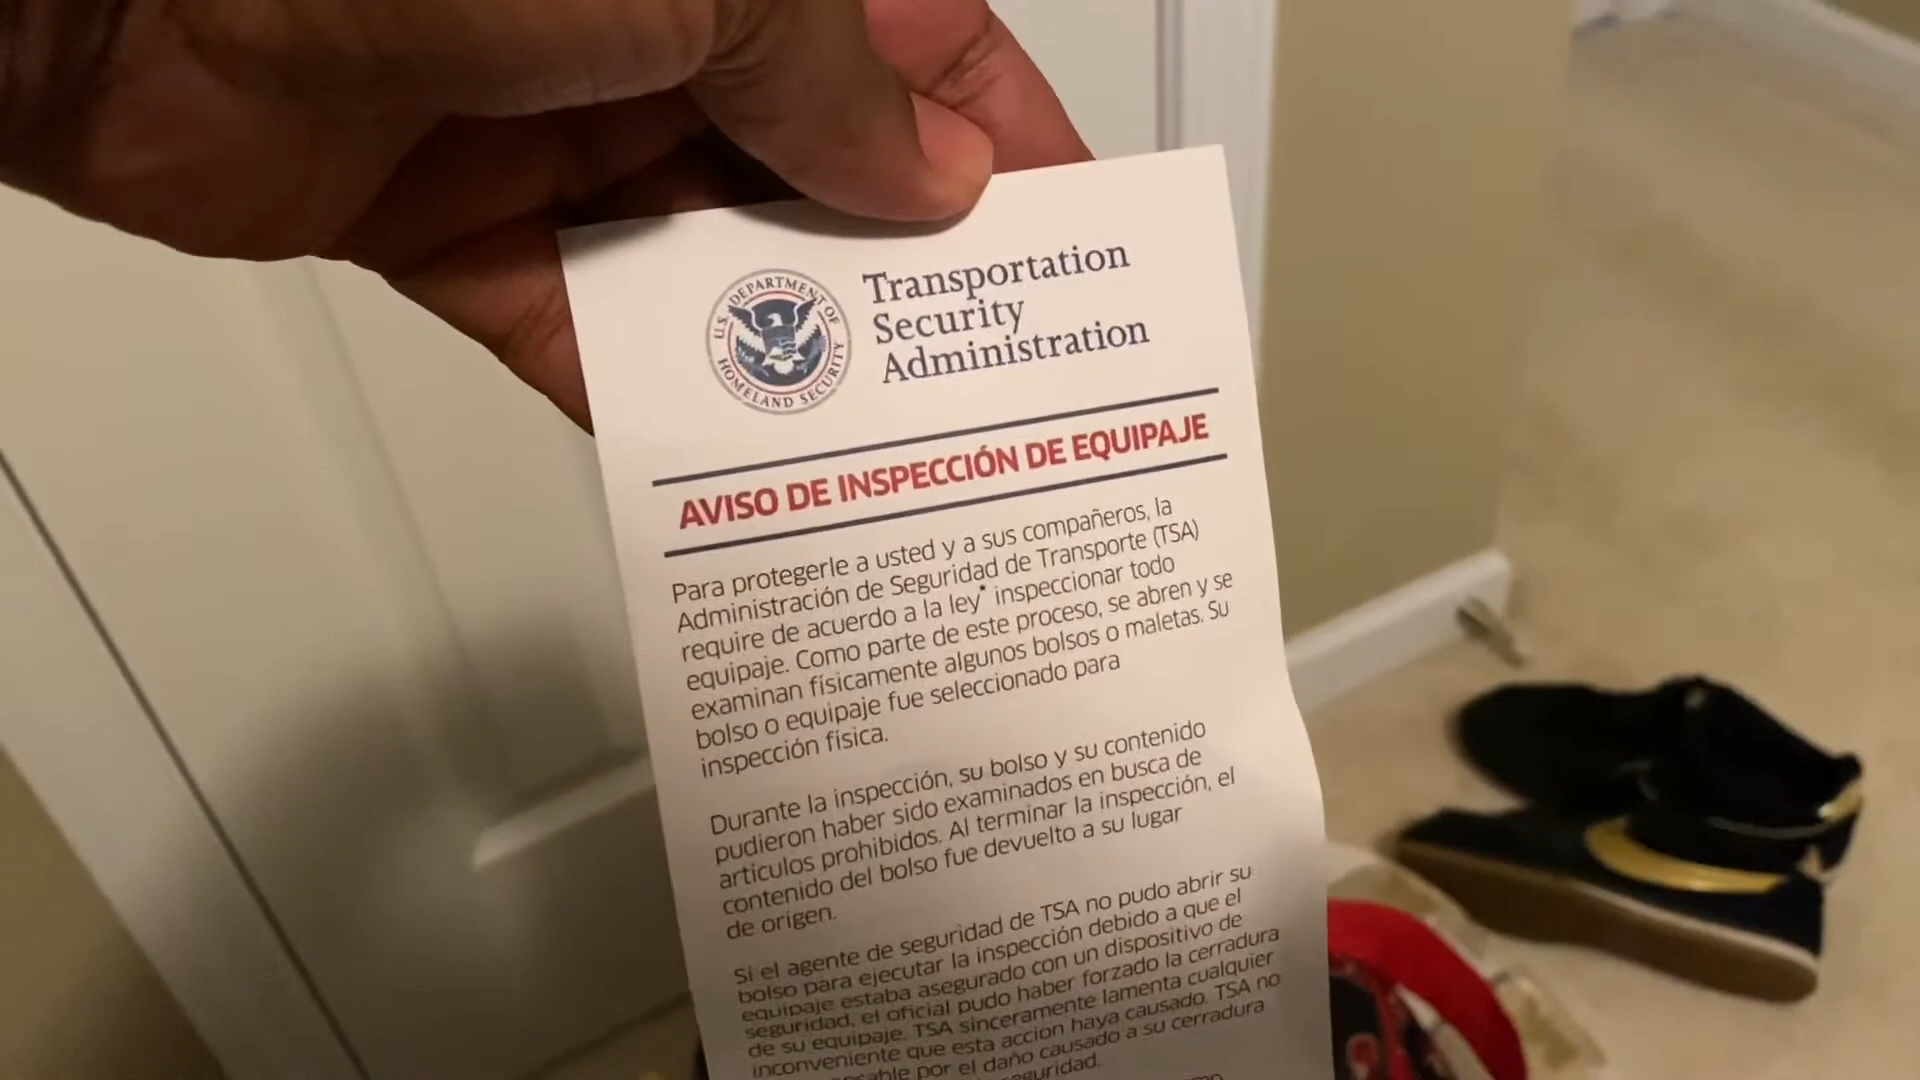 U.S. DEPARTMENT OF
HOMELAND SECURITY
Transportation
Security
Administration
AVISO DE INSPECCIÓN DE EQUIPAJE
Para protegerle a usted y a sus compañeros, la
Administración de Seguridad de Transporte (TSA)
require de acuerdo a la ley* inspeccionar todo
equipaje. Como parte de este proceso, se abren y se
examinan físicamente algunos bolsos o maletas. Su
bolso o equipaje fue seleccionado para
inspección física.
Durante la inspección, su bolso y su contenido
pudieron haber sido examinados en busca de
artículos prohibidos. Al terminar la inspección, el
contenido del bolso fue devuelto a su lugar
de origen.
Si el agente de seguridad de TSA no pudo abrir su
bolso para ejecutar la inspección debido a que el
equipaje estaba asegurado con un dispositivo de
seguridad, el oficial pudo haber forzado la cerradura
de su equipaje. TSA sinceramente lamenta cualquier
inconveniente que esta accion haya causado. TSA no
por el daño causado a su cerradura